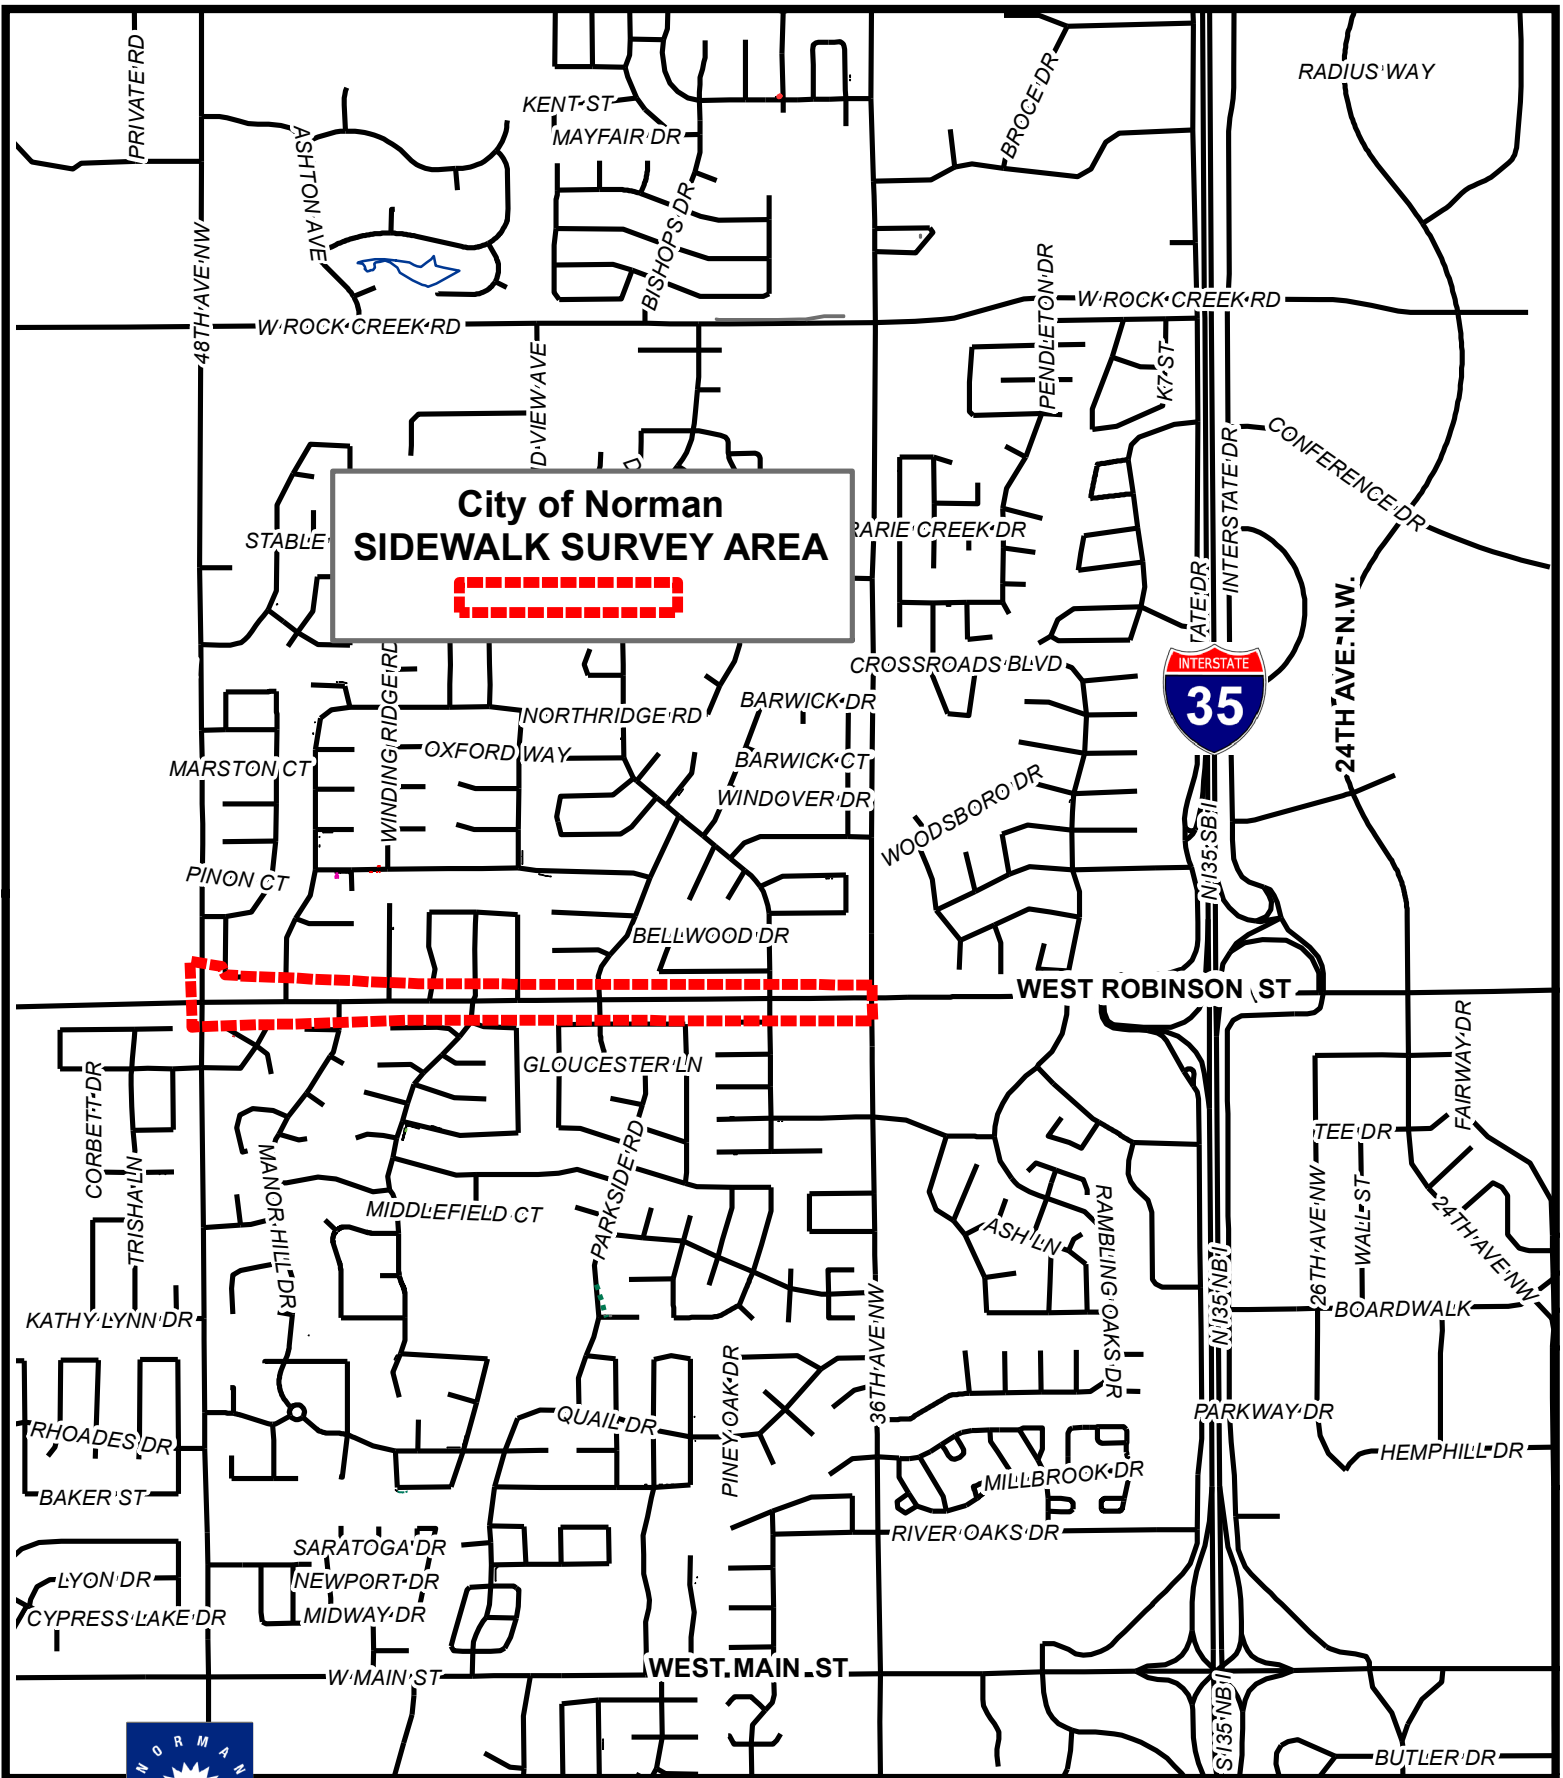 PRIVATE RD
RADIUS WAY
KENT ST
MAYFAIR DR
BROCE DR
ASHTON AVE
BISHOPS DR
48TH AVE NW
PENDLETON DR
W ROCK CREEK RD
W ROCK CREEK RD
D VIEW AVE
K7 ST
INTERSTATE DR
CONFERENCE DR
D
City of Norman
SIDEWALK SURVEY AREA
STABLE
RARIE CREEK DR
TATE DR
24TH AVE. N.W.
INTERSTATE
35
CROSSROADS BLVD
WINDING RIDGE RD
NORTHRIDGE RD
BARWICK DR
OXFORD WAY
BARWICK CT
MARSTON CT
WINDOVER DR
WOODSBORO DR
N I35 SB I
PINON CT
BELLWOOD DR
WEST ROBINSON ST
GLOUCESTER LN
FAIRWAY DR
CORBETT DR
TRISHA LN
MANOR HILL DR
PARKSIDE RD
TEE DR
MIDDLEFIELD CT
ASH LN
RAMBLING OAKS DR
26TH AVE NW
WALL ST
24TH AVE NW
KATHY LYNN DR
36TH AVE NW
N I35 NB I
BOARDWALK
PINEY OAK DR
QUAIL DR
PARKWAY DR
RHOADES DR
HEMPHILL DR
MILLBROOK DR
BAKER ST
RIVER OAKS DR
SARATOGA DR
LYON DR
NEWPORT DR
CYPRESS LAKE DR
MIDWAY DR
W MAIN ST
WEST MAIN ST
S I35 NB I
BUTLER DR
NORMAN